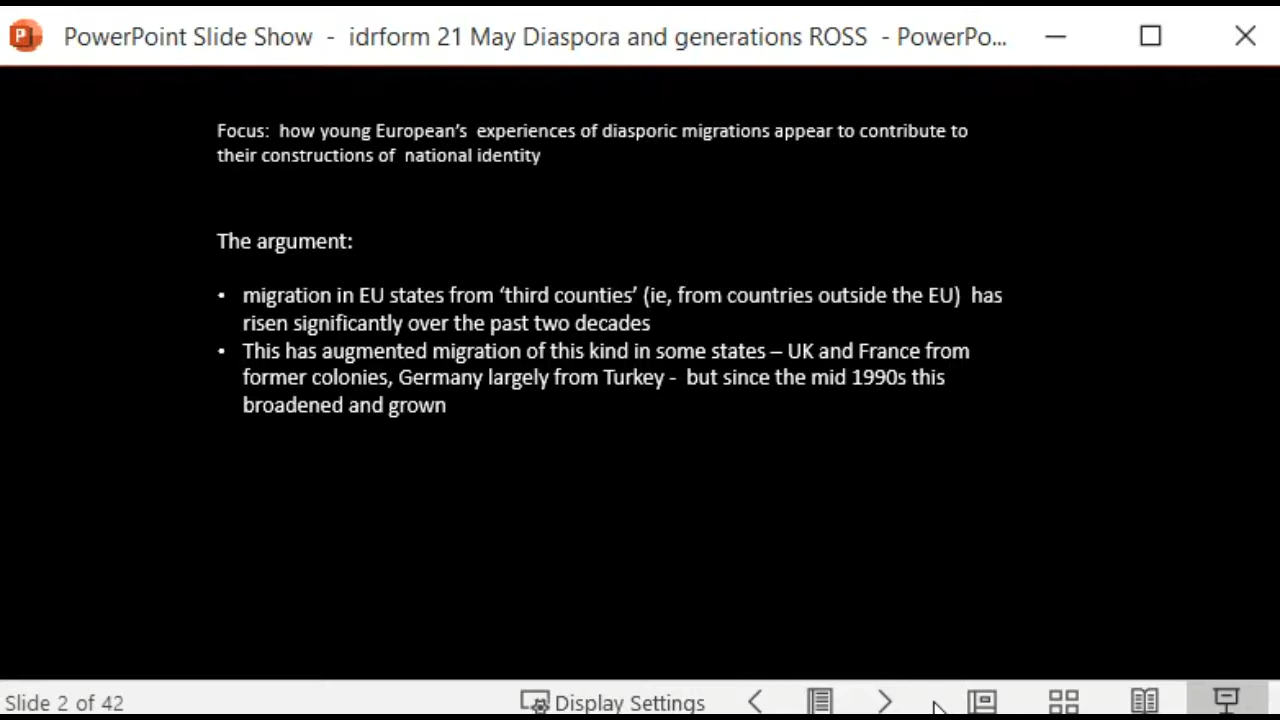 PowerPoint Slide Show - idrform 21 May Diaspora and generations ROSS - PowerPo...
Focus: how young European's experiences of diasporic migrations appear to contribute to
their constructions of national identity
The argument:
• migration in EU states from ‘third counties’ (ie, from countries outside the EU) has
risen significantly over the past two decades
• This has augmented migration of this kind in some states – UK and France from
former colonies, Germany largely from Turkey - but since the mid 1990s this
broadened and grown
Slide 2 of 42
Display Settings